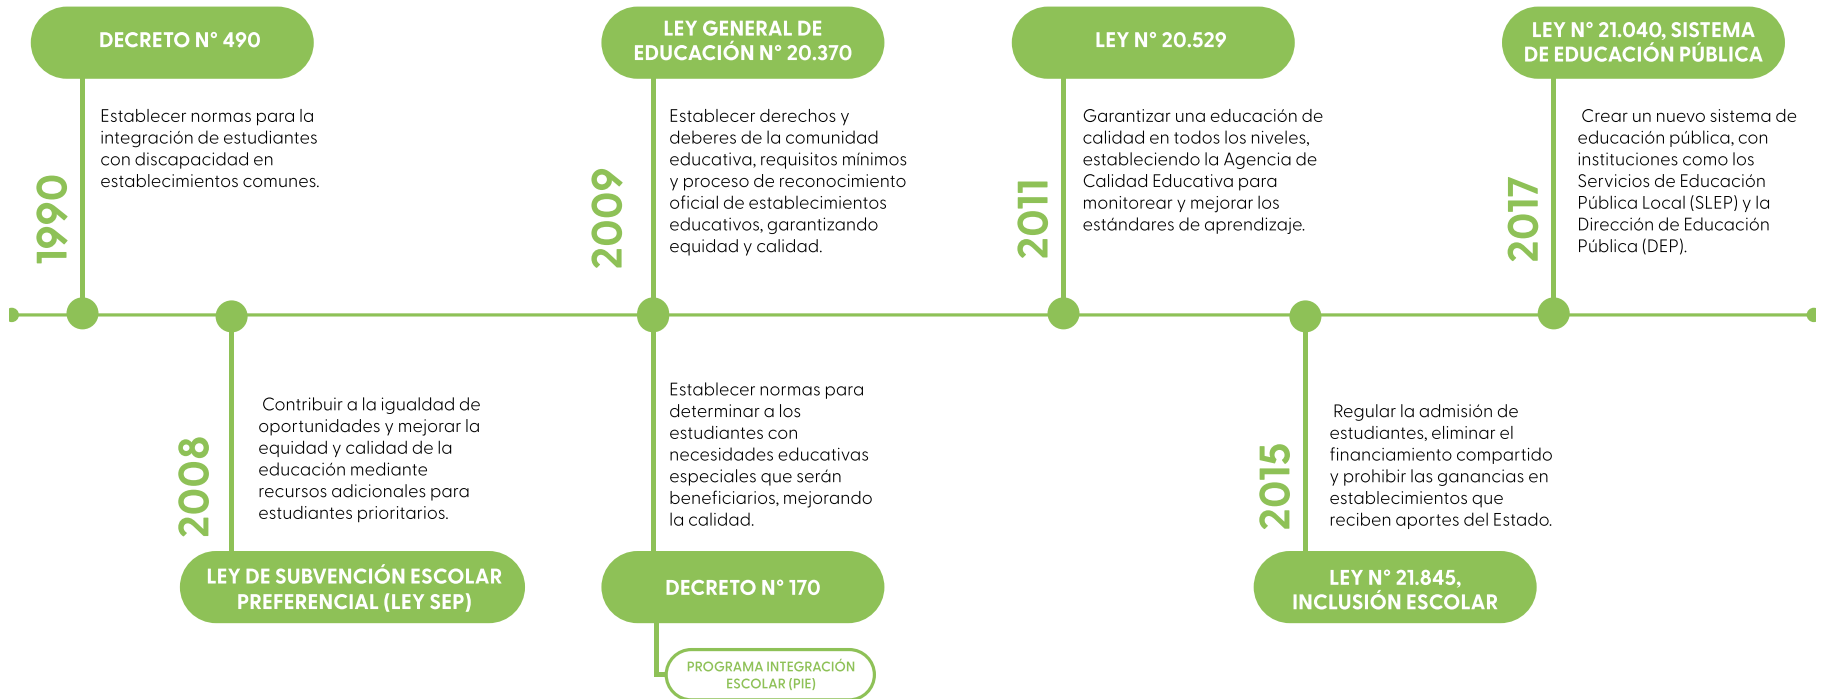 DECRETO N° 490
1990
Establecer normas para la
integración de estudiantes
con discapacidad en
establecimientos comunes.
2008
Contribuir a la igualdad de
oportunidades y mejorar la
equidad y calidad de la
educación mediante
recursos adicionales para
estudiantes prioritarios.
LEY DE SUBVENCIÓN ESCOLAR
PREFERENCIAL (LEY SEP)
LEY GENERAL DE
EDUCACIÓN N° 20.370
2009
Establecer derechos y
deberes de la comunidad
educativa, requisitos mínimos
y proceso de reconocimiento
oficial de establecimientos
educativos, garantizando
equidad y calidad.
Establecer normas para
determinar a los
estudiantes con
necesidades educativas
especiales que serán
beneficiarios, mejorando
la calidad.
DECRETO N° 170
PROGRAMA INTEGRACIÓN
ESCOLAR (PIE)
LEY N° 20.529
2011
Garantizar una educación de
calidad en todos los niveles,
estableciendo la Agencia de
Calidad Educativa para
monitorear y mejorar los
estándares de aprendizaje.
2015
Regular la admisión de
estudiantes, eliminar el
financiamiento compartido
y prohibir las ganancias en
establecimientos que
reciben aportes del Estado.
LEY N° 21.845,
INCLUSIÓN ESCOLAR
LEY N° 21.040, SISTEMA
DE EDUCACIÓN PÚBLICA
2017
Crear un nuevo sistema de
educación pública, con
instituciones como los
Servicios de Educación
Pública Local (SLEP) y la
Dirección de Educación
Pública (DEP).